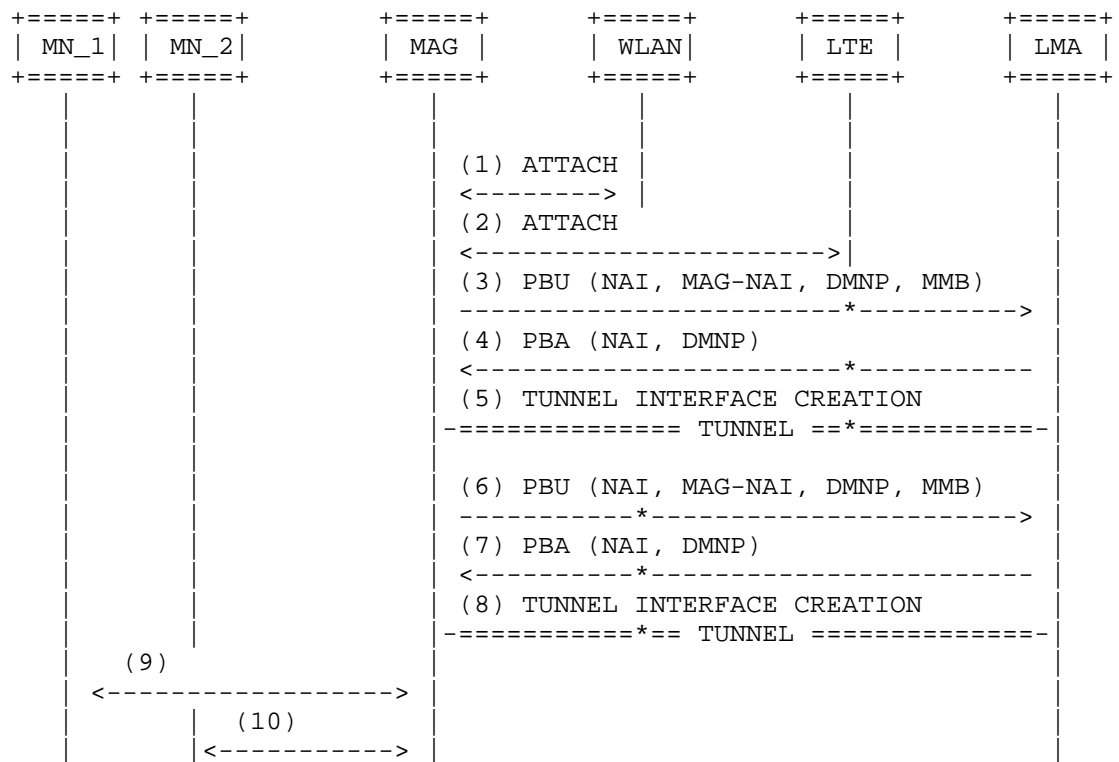 MN_1 MN_2 MAG WLAN LTE LMA
(1) ATTACH
(2) ATTACH
(3) PBU (NAI, MAG-NAI, DMNP, MMB)
(4) PBA (NAI, DMNP)
(5) TUNNEL INTERFACE CREATION
TUNNEL
(6) PBU (NAI, MAG-NAI, DMNP, MMB)
(7) PBA (NAI, DMNP)
(8) TUNNEL INTERFACE CREATION
TUNNEL
(9)
(10)